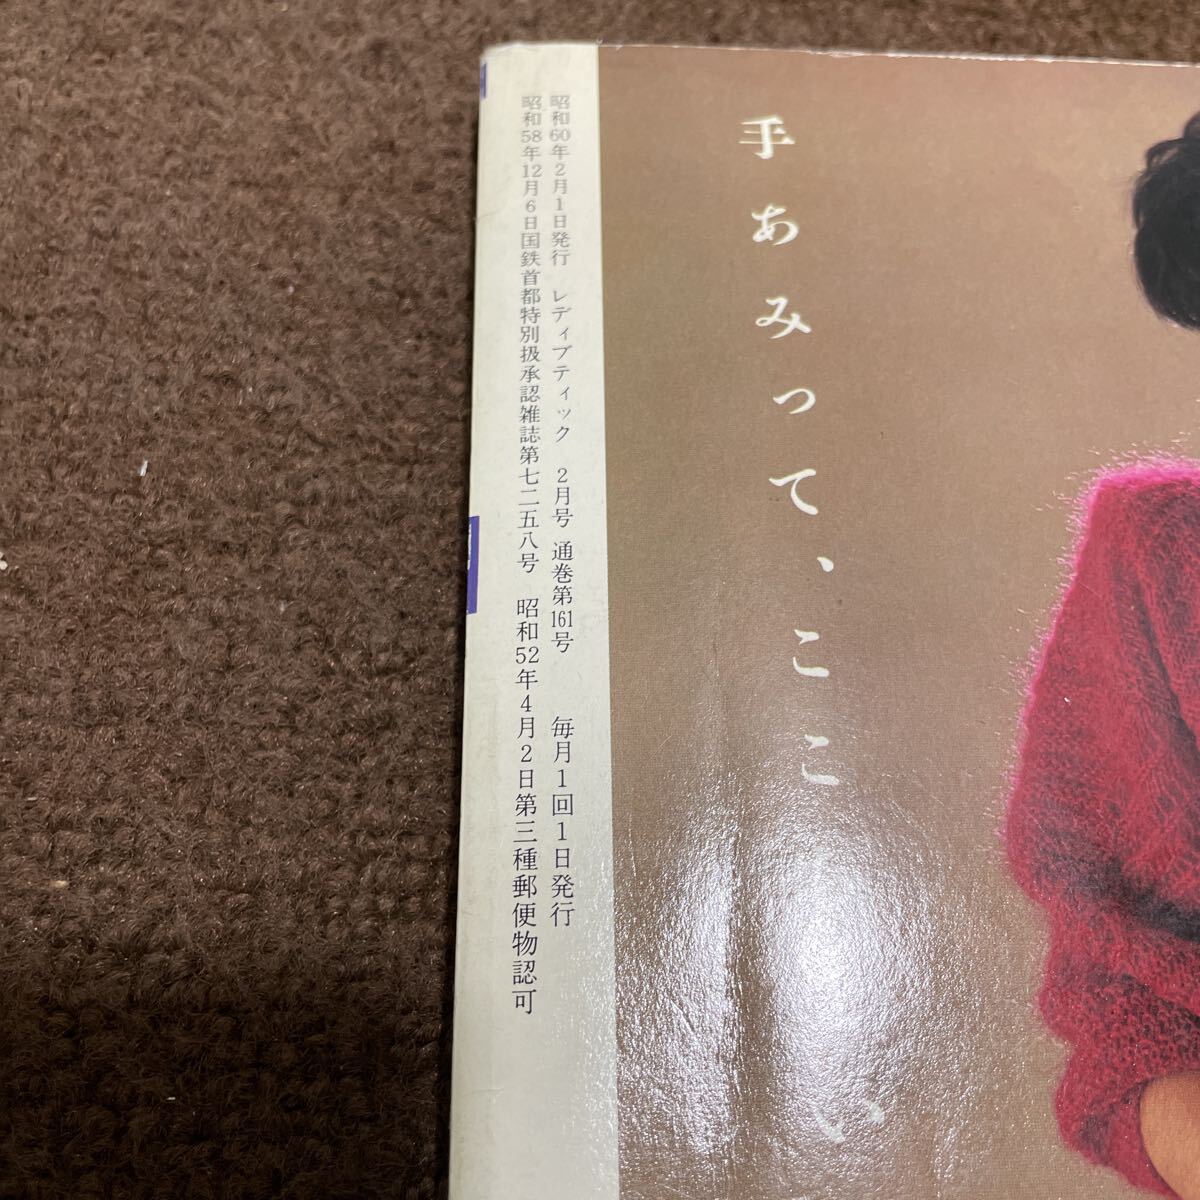 昭和60年2月1日発行　レディブティック　2月号　通巻第161号　毎月1回1日発行
昭和58年12月6日国鉄首都特別扱承認雑誌第七二五八号　昭和52年4月2日第三種郵便物認可
手あみって、ここ
い